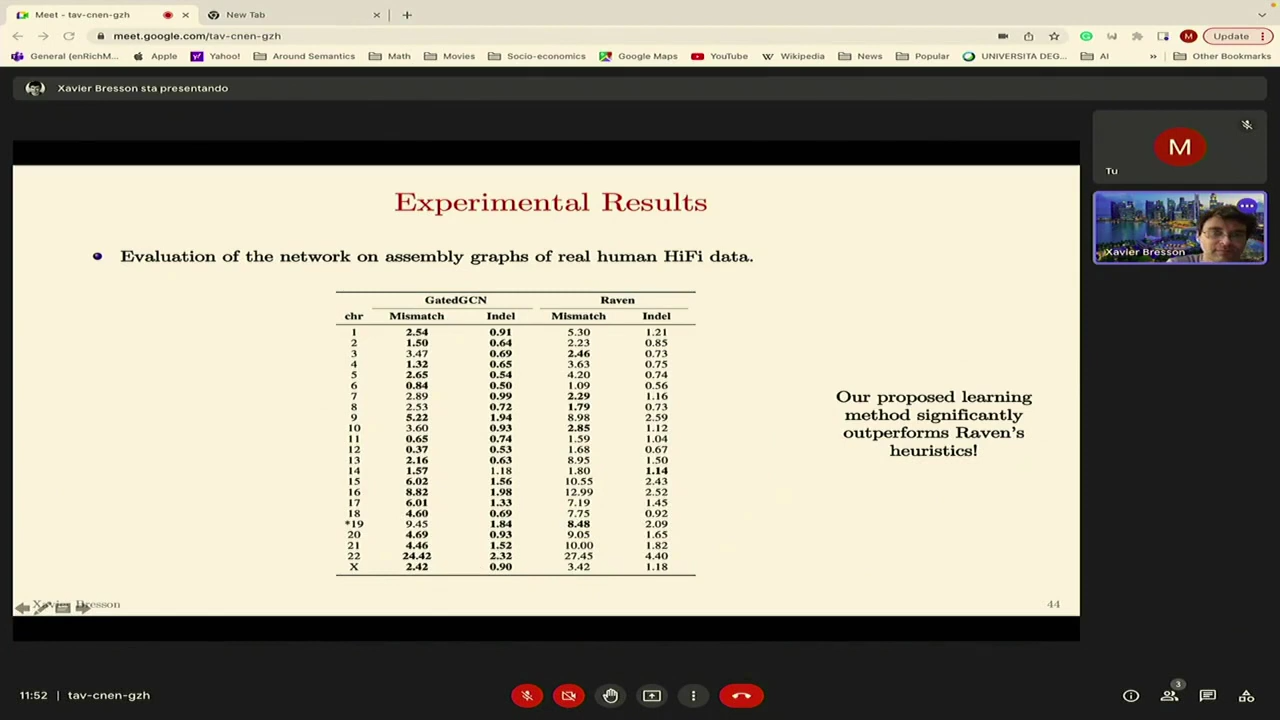 Meet - tav-cnen-gzh
New Tab
meet.google.com/tav-cnen-gzh
Update
General (enRichM...
Apple
Yahoo!
Around Semantics
Math
Movies
Socio-economics
Google Maps
YouTube
Wikipedia
News
Popular
UNIVERSITA DEG...
AI
Other Bookmarks
Xavier Bresson sta presentando
Experimental Results
Evaluation of the network on assembly graphs of real human HiFi data.
GatedGCN Raven
chr Mismatch Indel Mismatch Indel
1 2.54 0.91 5.30 1.21
2 1.50 0.64 2.23 0.85
3 3.47 0.69 2.46 0.73
4 1.32 0.65 3.63 0.75
5 2.65 0.54 4.20 0.74
6 0.84 0.50 1.09 0.56
7 2.89 0.99 2.29 1.16
8 2.53 0.72 1.79 0.73
9 5.22 1.94 8.98 2.59
10 3.60 0.93 2.85 1.12
11 0.65 0.74 1.59 1.04
12 0.37 0.53 1.68 0.67
13 2.16 0.63 8.95 1.50
14 1.57 1.18 1.80 1.14
15 6.02 1.56 10.55 2.43
16 8.82 1.98 12.99 2.52
17 6.01 1.33 7.19 1.45
18 4.60 0.69 7.75 0.92
*19 9.45 1.84 8.48 2.09
20 4.69 0.93 9.05 1.65
21 4.46 1.52 10.00 1.82
22 24.42 2.32 27.45 4.40
X 2.42 0.90 3.42 1.18
Our proposed learning
method significantly
outperforms Raven's
heuristics!
Xavier Bresson
44
M
Tu
Xavier Bresson
11:52 | tav-cnen-gzh
3